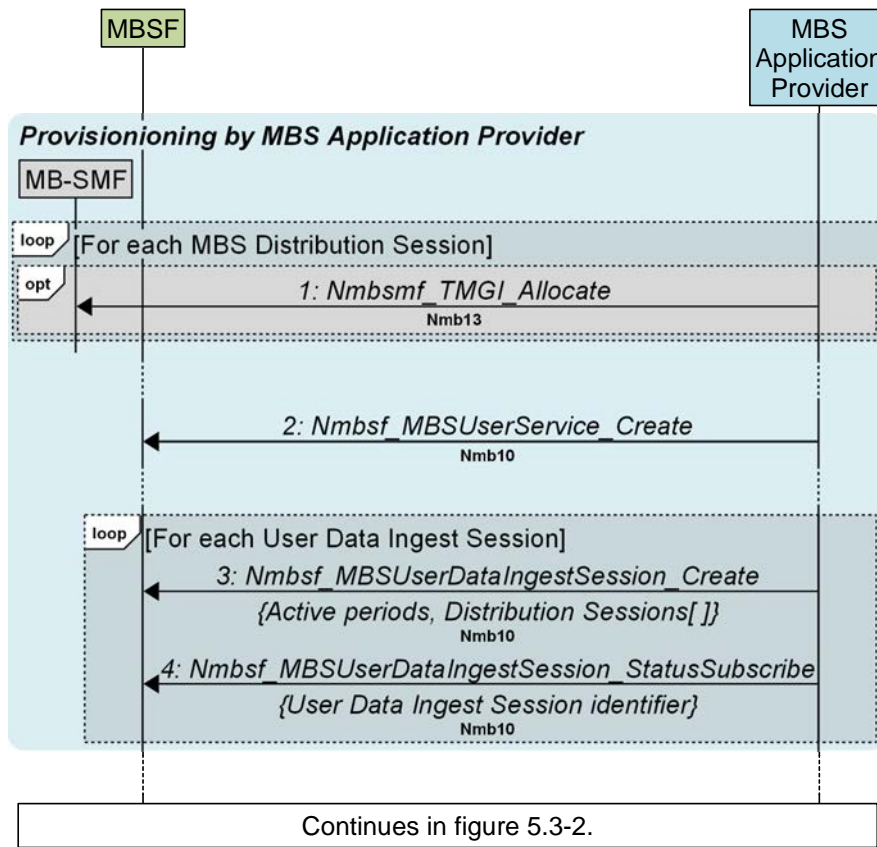 MBSF
MBS
Application
Provider
Provisionioning by MBS Application Provider
MB-SMF
loop
[For each MBS Distribution Session]
opt
1: Nmbsmf_TMGI_Allocate
Nmb13
2: Nmbsf_MBSUserService_Create
Nmb10
loop
[For each User Data Ingest Session]
3: Nmbsf_MBSUserDataIngestSession_Create
{Active periods, Distribution Sessions[ ]}
Nmb10
4: Nmbsf_MBSUserDataIngestSession_StatusSubscribe
{User Data Ingest Session identifier}
Nmb10
Continues in figure 5.3-2.